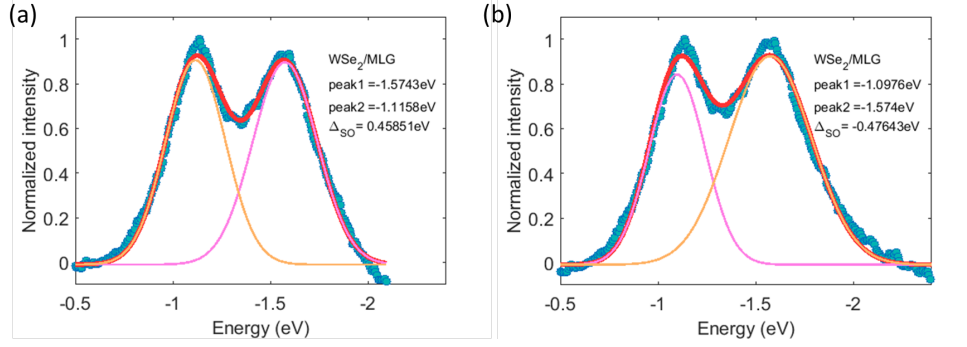 (a)
WSe2/MLG
peak1 =-1.5743eV
peak2 =-1.1158eV
ΔSO= 0.45851eV
Normalized intensity
1
0.8
0.6
0.4
0.2
0
-0.5
-1
-1.5
-2
Energy (eV)
(b)
WSe2/MLG
peak1 =-1.0976eV
peak2 =-1.574eV
ΔSO= -0.47643eV
Normalized intensity
1
0.8
0.6
0.4
0.2
0
-0.5
-1
-1.5
-2
Energy (eV)